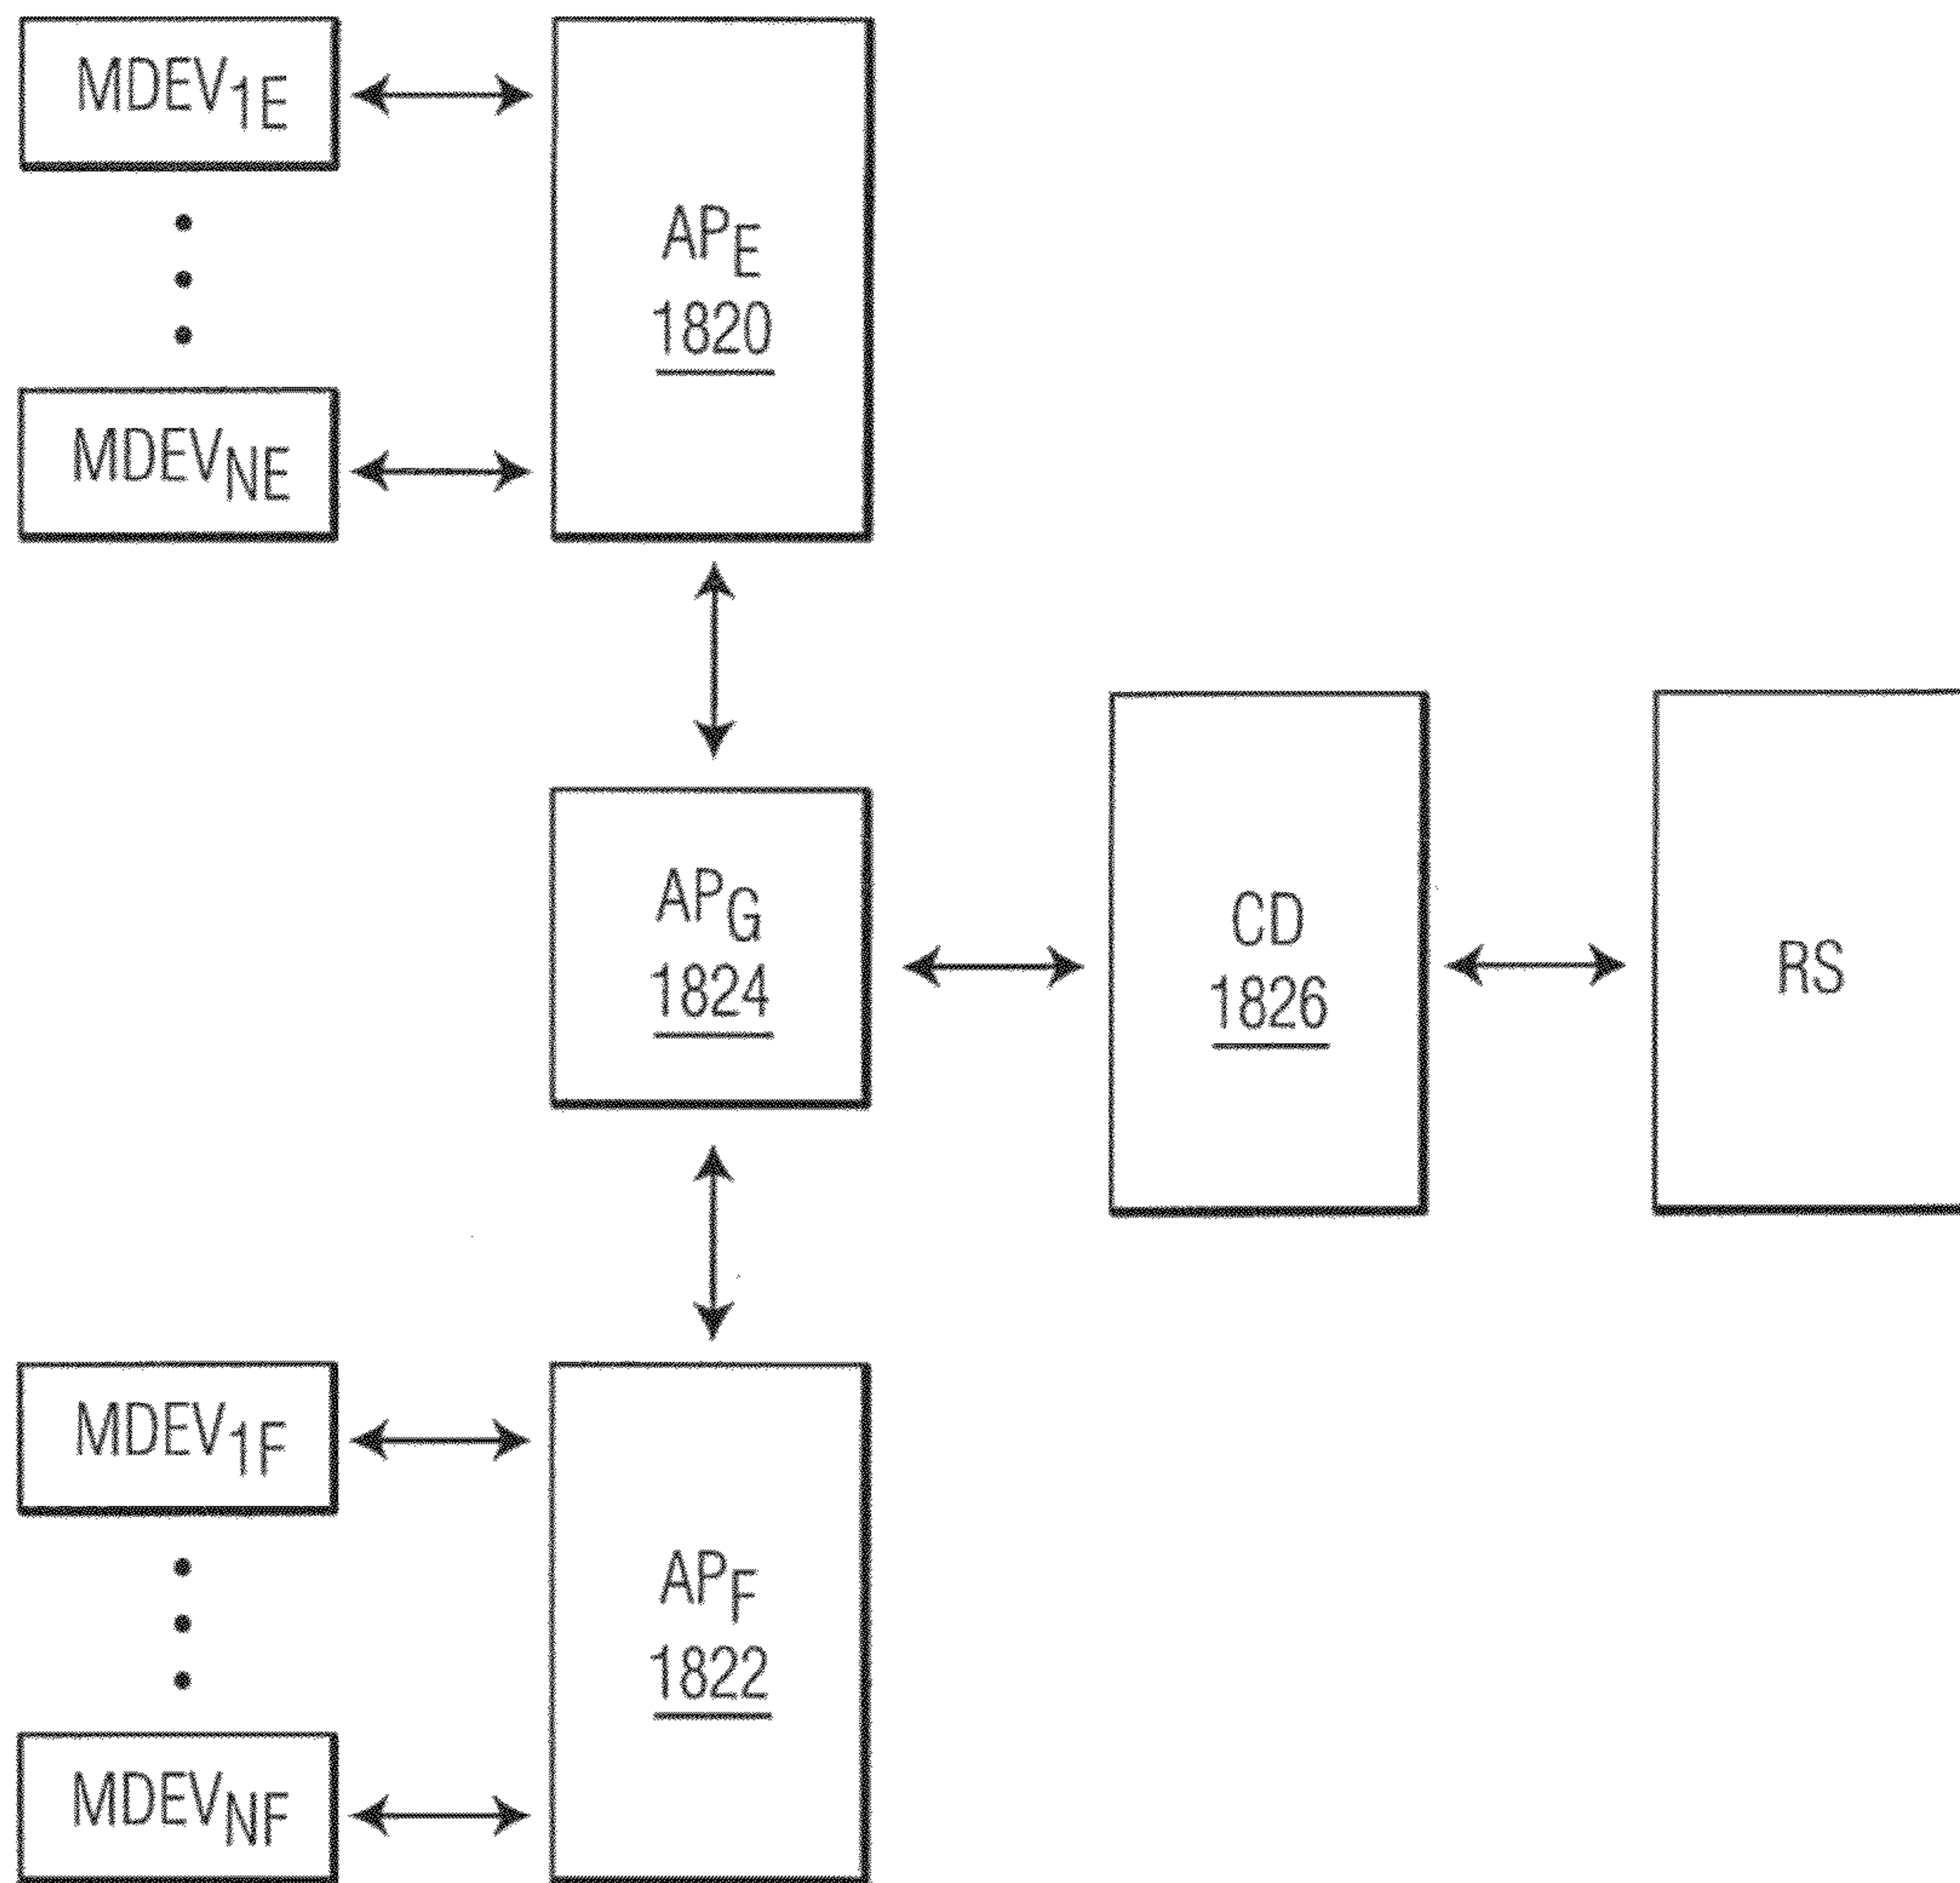 MDEV1E
APE
1820
MDEVNE
APG
1824
CD
1826
RS
MDEV1F
APF
1822
MDEVNF